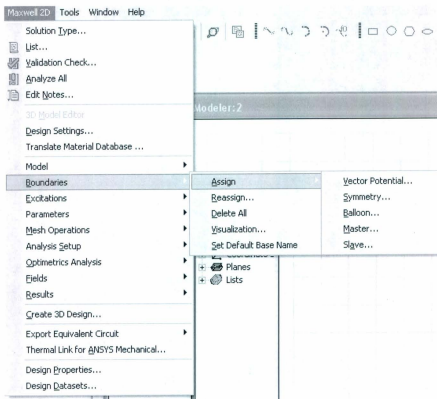 Maxwell 2D Tools Window Help
Solution Type...
List...
Validation Check...
Analyze All
Edit Notes...
3D Model Editor
Design Settings...
Translate Material Database ...
Model
Boundaries
Excitations
Parameters
Mesh Operations
Analysis Setup
Optimetrics Analysis
Fields
Results
Create 3D Design...
Export Equivalent Circuit
Thermal Link for ANSYS Mechanical...
Design Properties...
Design Datasets...
Modeler:2
Assign
Reassign...
Delete All
Visualization...
Set Default Base Name
Planes
Lists
Vector Potential...
Symmetry...
Balloon...
Master...
Slave...